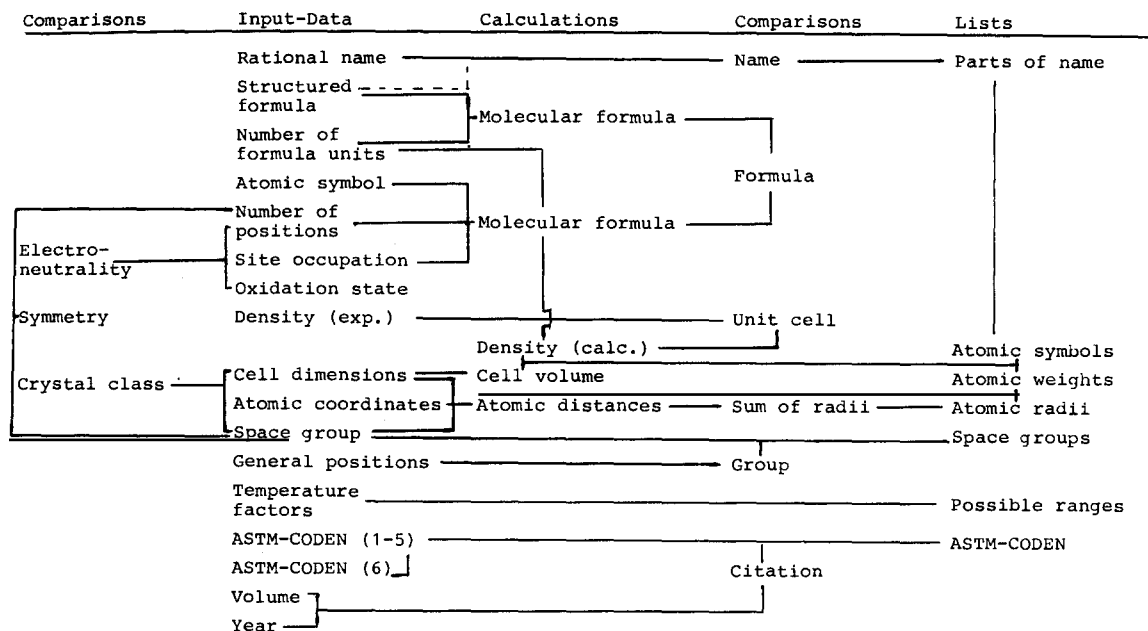 Comparisons Input-Data Calculations Comparisons Lists
Rational name Name Parts of name
Structured
formula
Molecular formula
Number of
formula units
Formula
Atomic symbol
Number of
positions
Molecular formula
Electro-
neutrality
Site occupation
Oxidation state
Symmetry Density (exp.) Unit cell
Density (calc.) Atomic symbols
Crystal class Cell dimensions Cell volume Atomic weights
Atomic coordinates Atomic distances Sum of radii Atomic radii
Space group Space groups
General positions Group
Temperature
factors
Possible ranges
ASTM-CODEN (1-5) ASTM-CODEN
ASTM-CODEN (6) Citation
Volume
Year